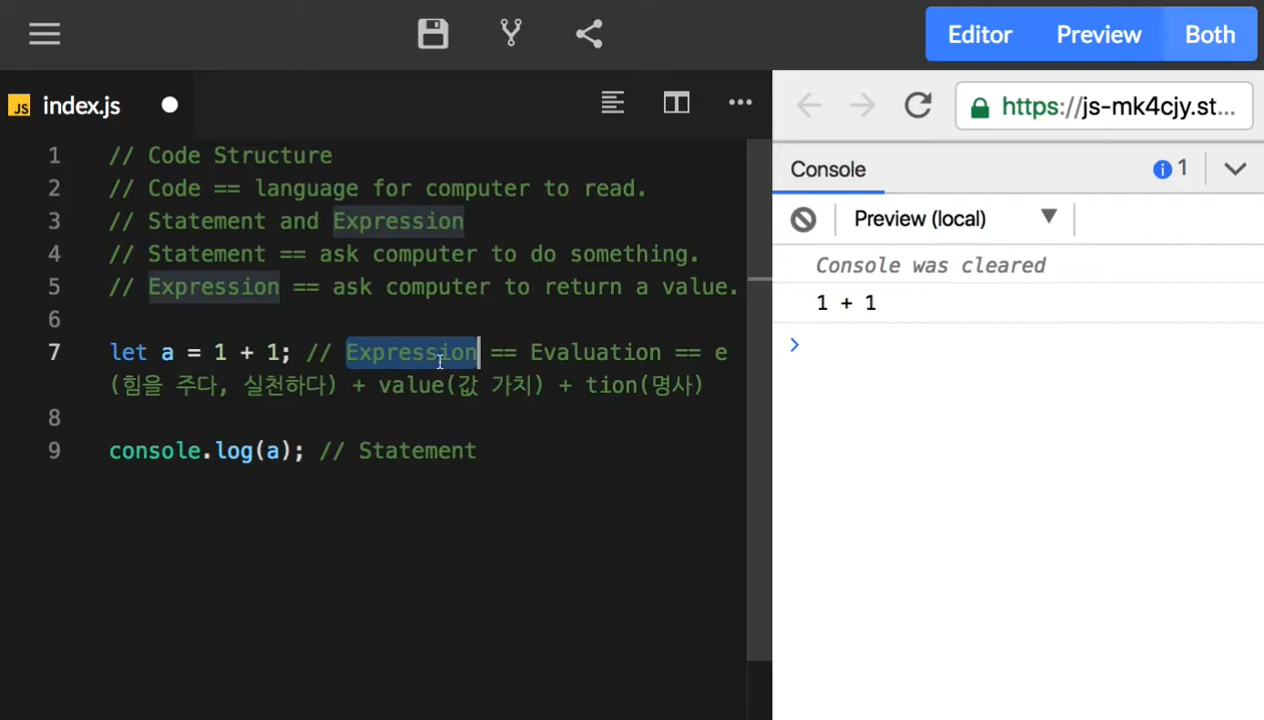 Editor Preview Both
JS index.js
https://js-mk4cjy.st...
Console 1
Preview (local)
Console was cleared
1 + 1
1 // Code Structure
2 // Code == language for computer to read.
3 // Statement and Expression
4 // Statement == ask computer to do something.
5 // Expression == ask computer to return a value.
6
7 let a = 1 + 1; // Expression == Evaluation == e
(힘을 주다, 실천하다) + value(값 가치) + tion(명사)
8
9 console.log(a); // Statement